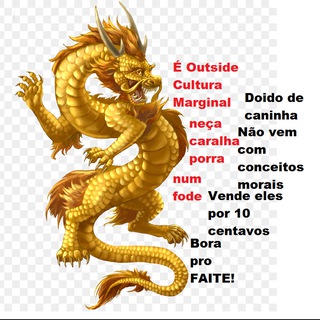 É Outside
Cultura
Marginal
neça
caralha
porra
num
fode
Doido de
caninha
Não vem
com
conceitos
morais
Vende eles
por 10
centavos
Bora
pro
FAITE!